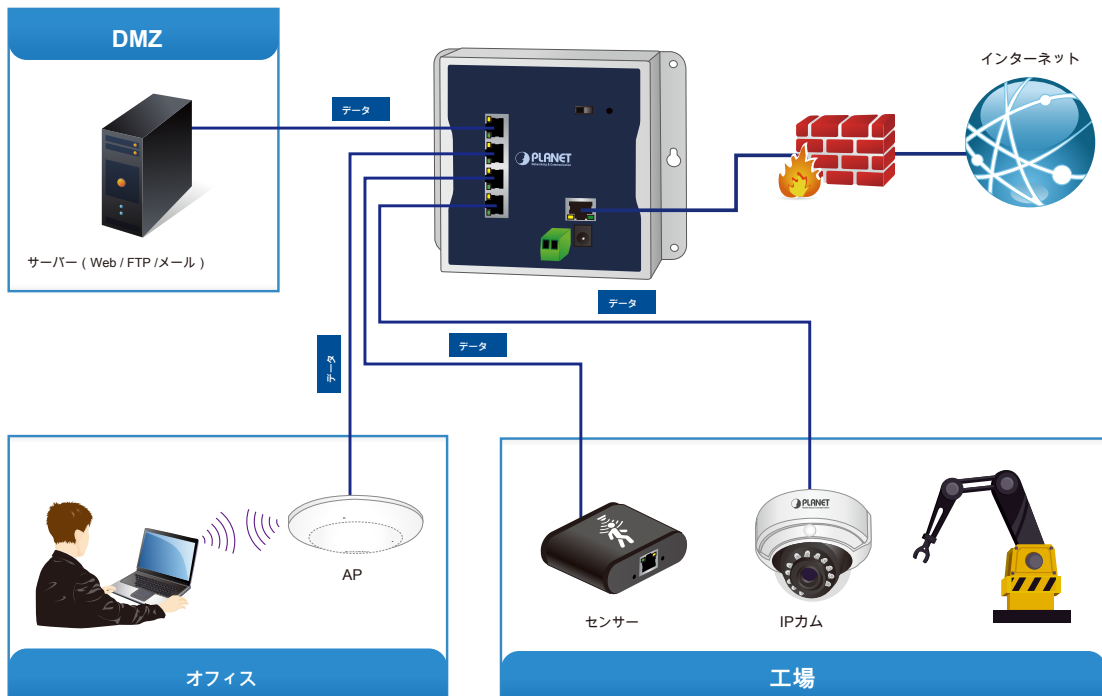 DMZ
サーバー ( Web / FTP /メール )
データ
PLANET
Networking & Communication
インターネット
データ
データ
データ
AP
オフィス
センサー
PLANET
IPカム
工場